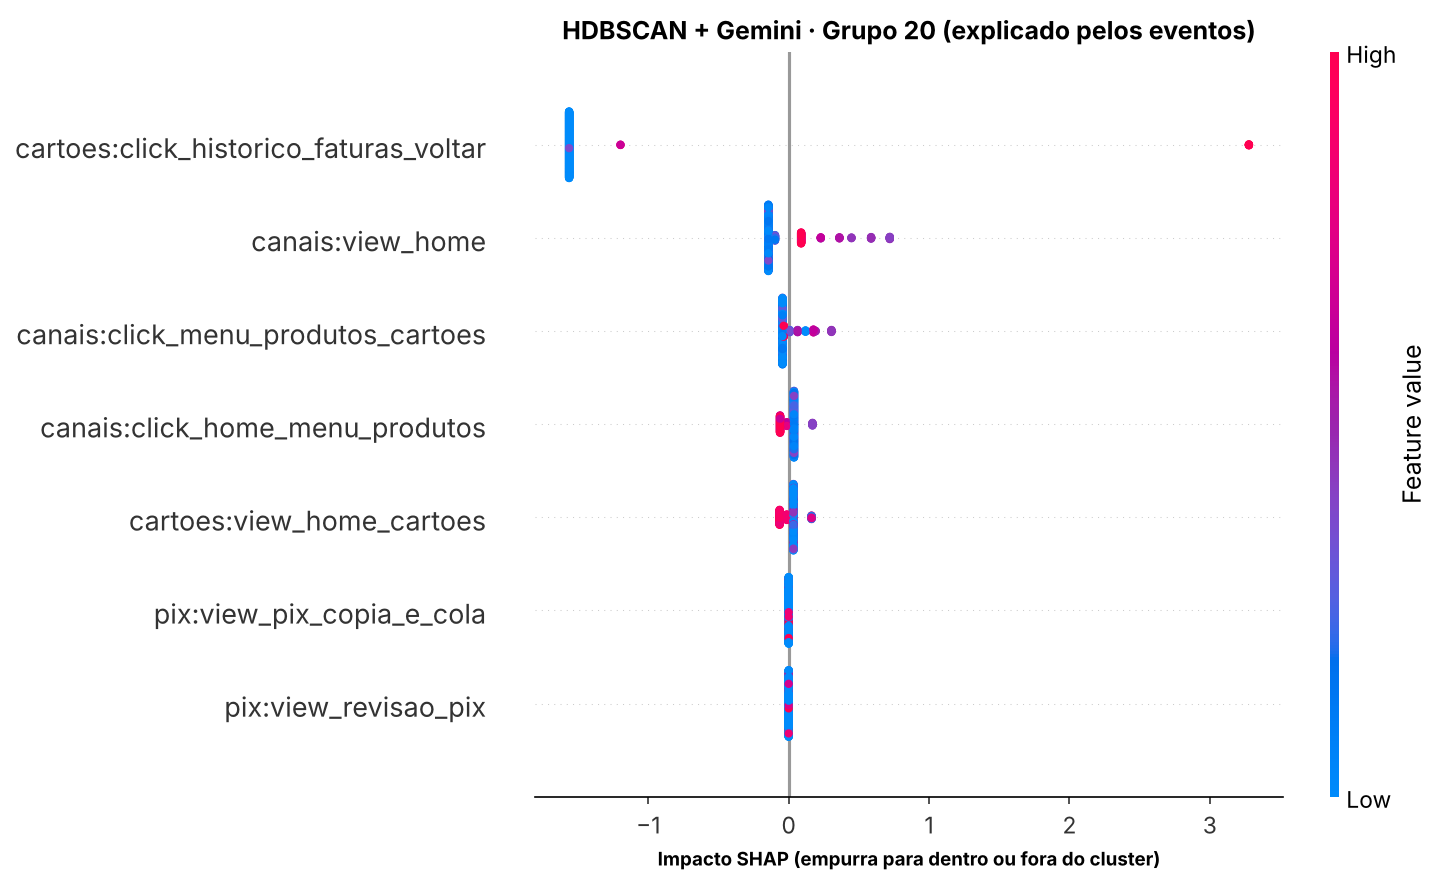 HDBSCAN + Gemini · Grupo 20 (explicado pelos eventos)
High
cartoes:click_historico_faturas_voltar
canais:view_home
canais:click_menu_produtos_cartoes
canais:click_home_menu_produtos
cartoes:view_home_cartoes
pix:view_pix_copia_e_cola
pix:view_revisao_pix
Feature value
Low
−1 0 1 2 3
Impacto SHAP (empurra para dentro ou fora do cluster)